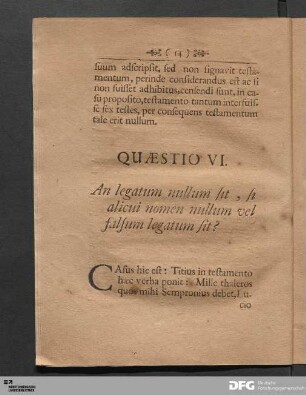 ( 14 )
suum adscripsit, sed non signavit testa-
mentum, perinde considerandus est ac si
non fuisset adhibitus, censendi sunt, in ca-
su proposito, testamento tantum interfuis-
se sex testes, per consequens testamentum
tale erit nullum.
QUÆSTIO VI.
An legatum nullum sit, si
alicui nomen nullum vel
falsum legatum sit?
CAsus hic est: Titius in testamento
hæc verba ponit: Mille thaleros
quos mihi Sempronius debet, Lu-
cio
DFG